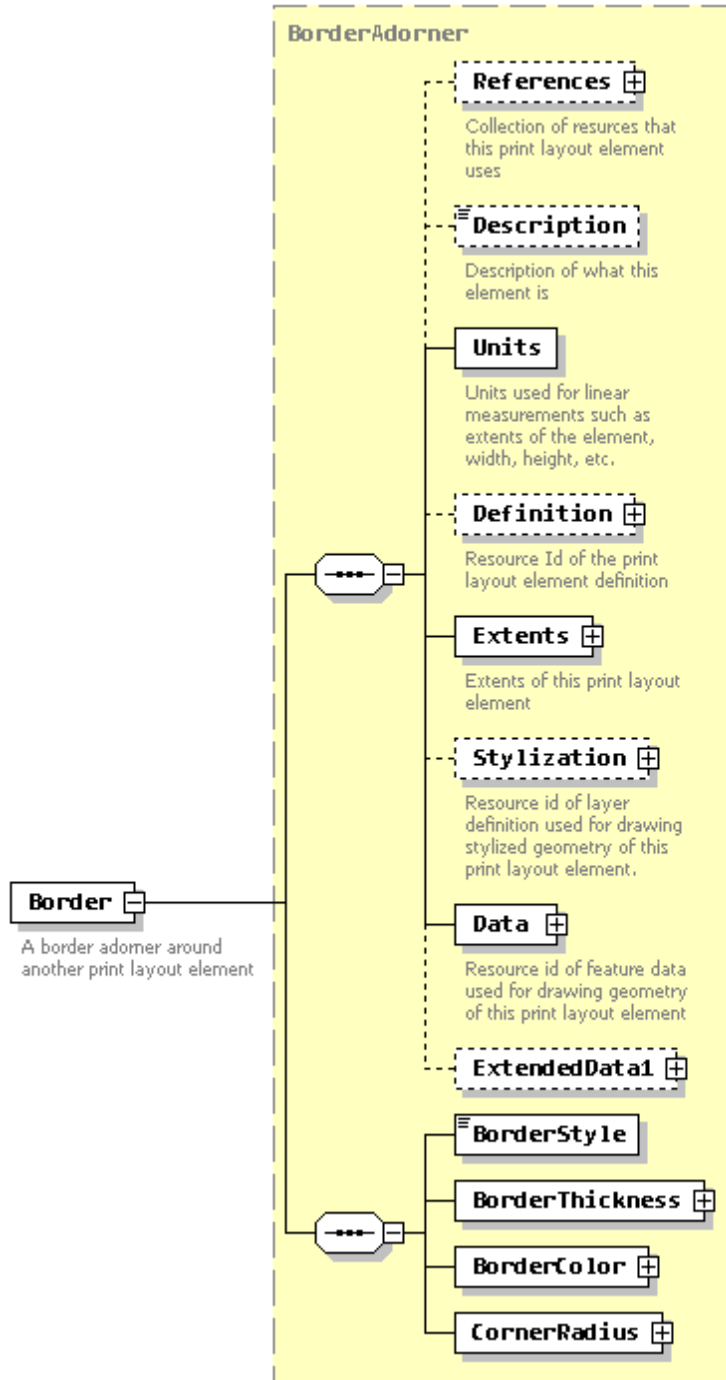 BorderAdorner
References
Collection of resurces that
this print layout element
uses
Description
Description of what this
element is
Units
Units used for linear
measurements such as
extents of the element,
width, height, etc.
Definition
Resource Id of the print
layout element definition
Extents
Extents of this print layout
element
Stylization
Resource id of layer
definition used for drawing
stylized geometry of this
print layout element.
Border
A border adorner around
another print layout element
Data
Resource id of feature data
used for drawing geometry
of this print layout element
ExtendedData1
BorderStyle
BorderThickness
BorderColor
CornerRadius